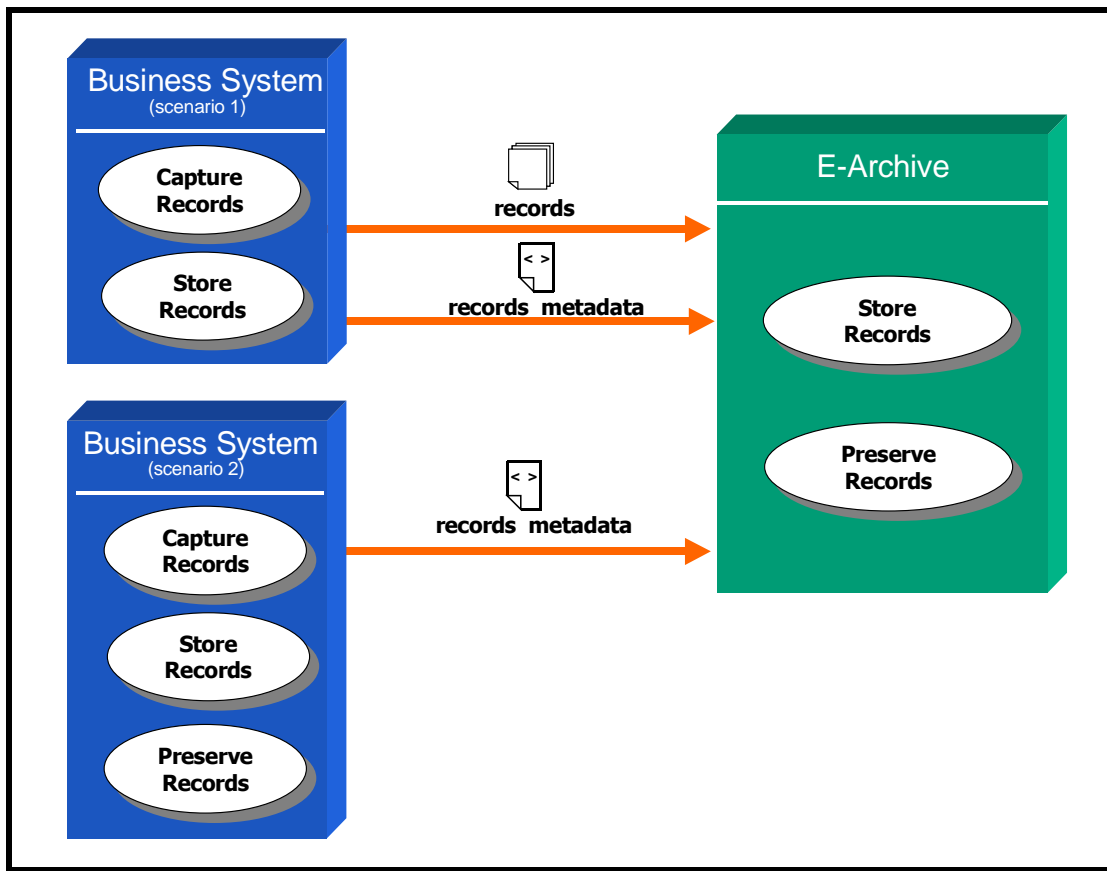 Business System
(scenario 1)
Capture
Records
Store
Records
records
< >
records metadata
E-Archive
Store
Records
Preserve
Records
Business System
(scenario 2)
Capture
Records
Store
Records
Preserve
Records
< >
records metadata